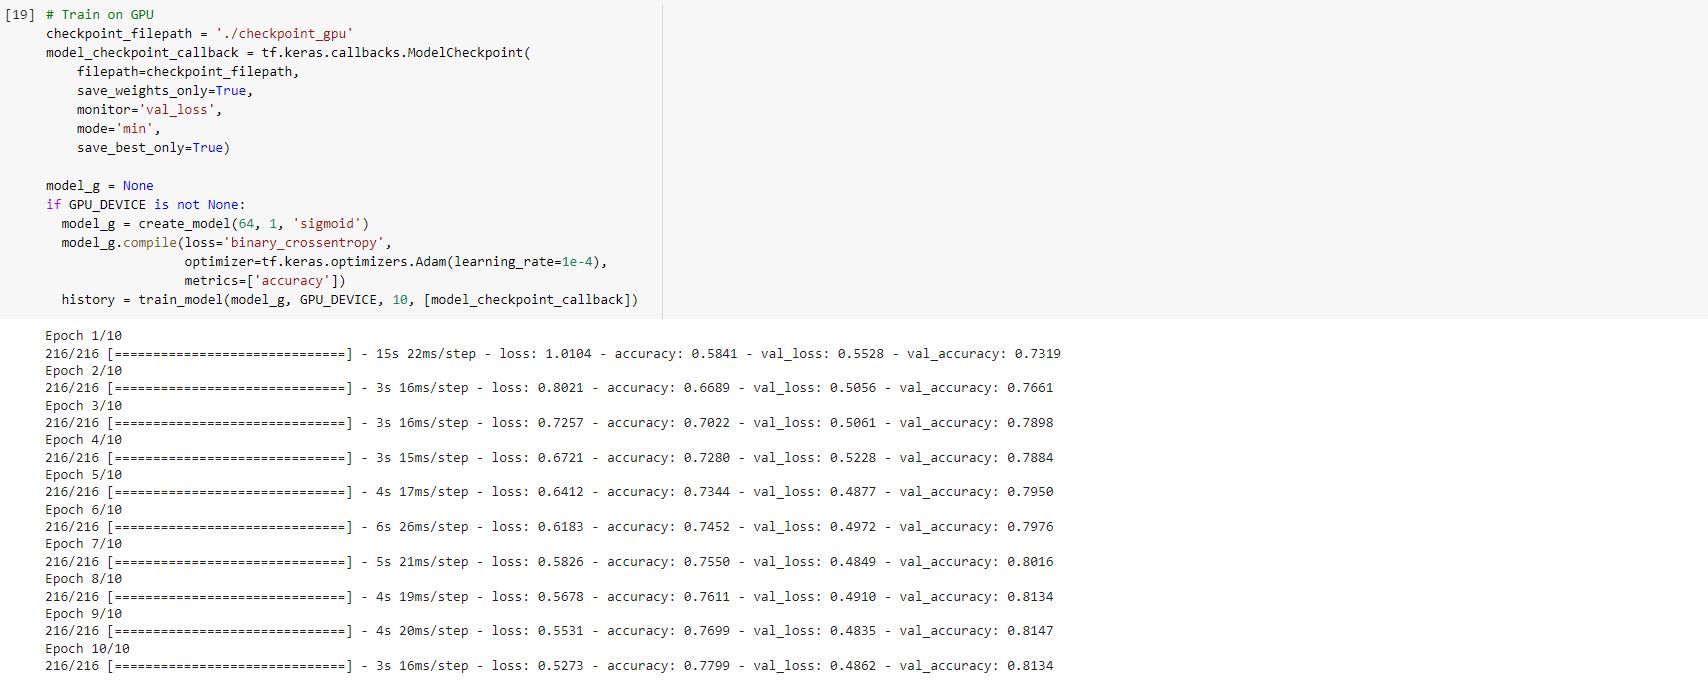 [19] # Train on GPU
checkpoint_filepath = './checkpoint_gpu'
model_checkpoint_callback = tf.keras.callbacks.ModelCheckpoint(
    filepath=checkpoint_filepath,
    save_weights_only=True,
    monitor='val_loss',
    mode='min',
    save_best_only=True)

model_g = None
if GPU_DEVICE is not None:
  model_g = create_model(64, 1, 'sigmoid')
  model_g.compile(loss='binary_crossentropy',
                  optimizer=tf.keras.optimizers.Adam(learning_rate=1e-4),
                  metrics=['accuracy'])
  history = train_model(model_g, GPU_DEVICE, 10, [model_checkpoint_callback])

Epoch 1/10
216/216 [==============================] - 15s 22ms/step - loss: 1.0104 - accuracy: 0.5841 - val_loss: 0.5528 - val_accuracy: 0.7319
Epoch 2/10
216/216 [==============================] - 3s 16ms/step - loss: 0.8021 - accuracy: 0.6689 - val_loss: 0.5056 - val_accuracy: 0.7661
Epoch 3/10
216/216 [==============================] - 3s 16ms/step - loss: 0.7257 - accuracy: 0.7022 - val_loss: 0.5061 - val_accuracy: 0.7898
Epoch 4/10
216/216 [==============================] - 3s 15ms/step - loss: 0.6721 - accuracy: 0.7280 - val_loss: 0.5228 - val_accuracy: 0.7884
Epoch 5/10
216/216 [==============================] - 4s 17ms/step - loss: 0.6412 - accuracy: 0.7344 - val_loss: 0.4877 - val_accuracy: 0.7950
Epoch 6/10
216/216 [==============================] - 6s 26ms/step - loss: 0.6183 - accuracy: 0.7452 - val_loss: 0.4972 - val_accuracy: 0.7976
Epoch 7/10
216/216 [==============================] - 5s 21ms/step - loss: 0.5826 - accuracy: 0.7550 - val_loss: 0.4849 - val_accuracy: 0.8016
Epoch 8/10
216/216 [==============================] - 4s 19ms/step - loss: 0.5678 - accuracy: 0.7611 - val_loss: 0.4910 - val_accuracy: 0.8134
Epoch 9/10
216/216 [==============================] - 4s 20ms/step - loss: 0.5531 - accuracy: 0.7699 - val_loss: 0.4835 - val_accuracy: 0.8147
Epoch 10/10
216/216 [==============================] - 3s 16ms/step - loss: 0.5273 - accuracy: 0.7799 - val_loss: 0.4862 - val_accuracy: 0.8134